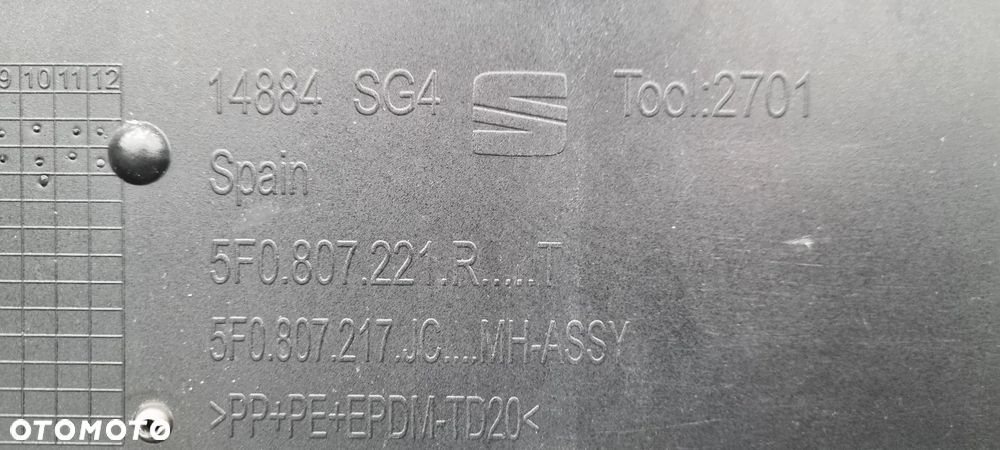 9 10 11 12
14884 SG4 Tool.:2701
Spain
5F0.807.221.R.....T
5F0.807.217.JC....MH-ASSY
>PP+PE+EPDM-TD20<
OTOMOTO